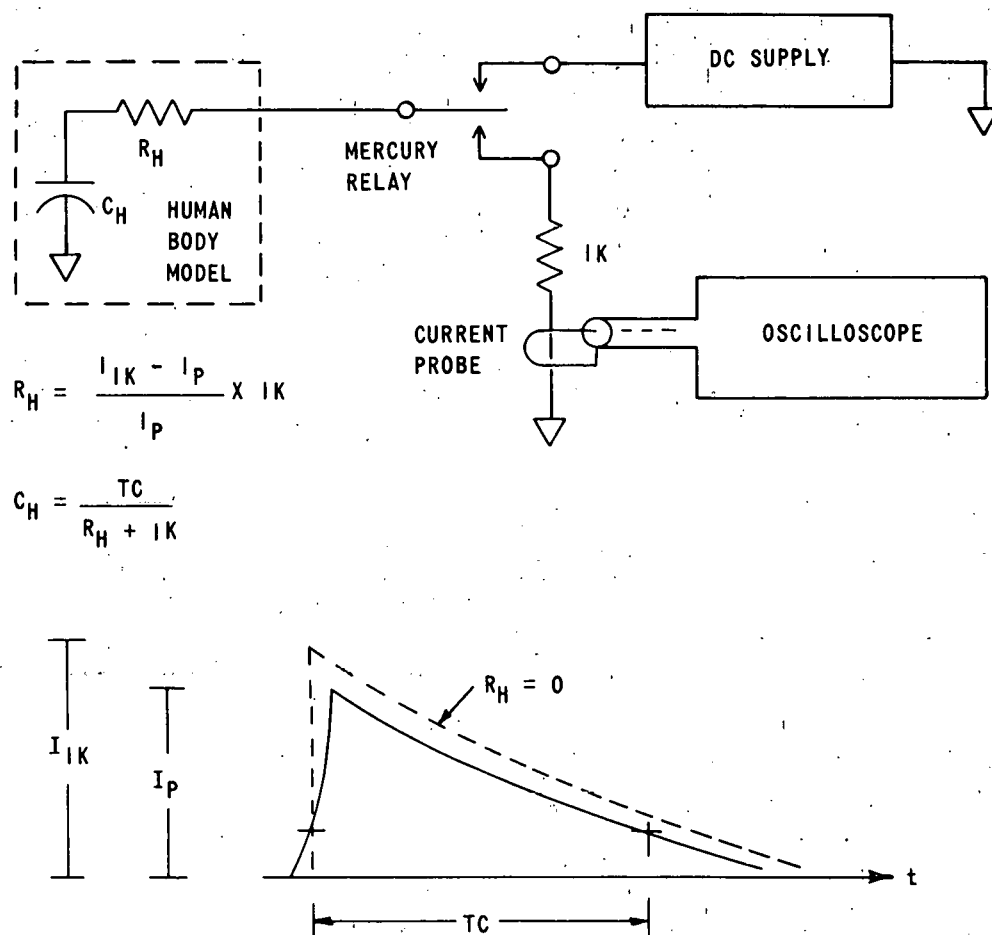 DC SUPPLY
R_H
MERCURY
RELAY
C_H
HUMAN
BODY
MODEL
1K
CURRENT
PROBE
OSCILLOSCOPE
R_H = (I_1K - I_P) / I_P X 1K
C_H = TC / (R_H + 1K)
R_H = 0
I_1K
I_P
t
TC